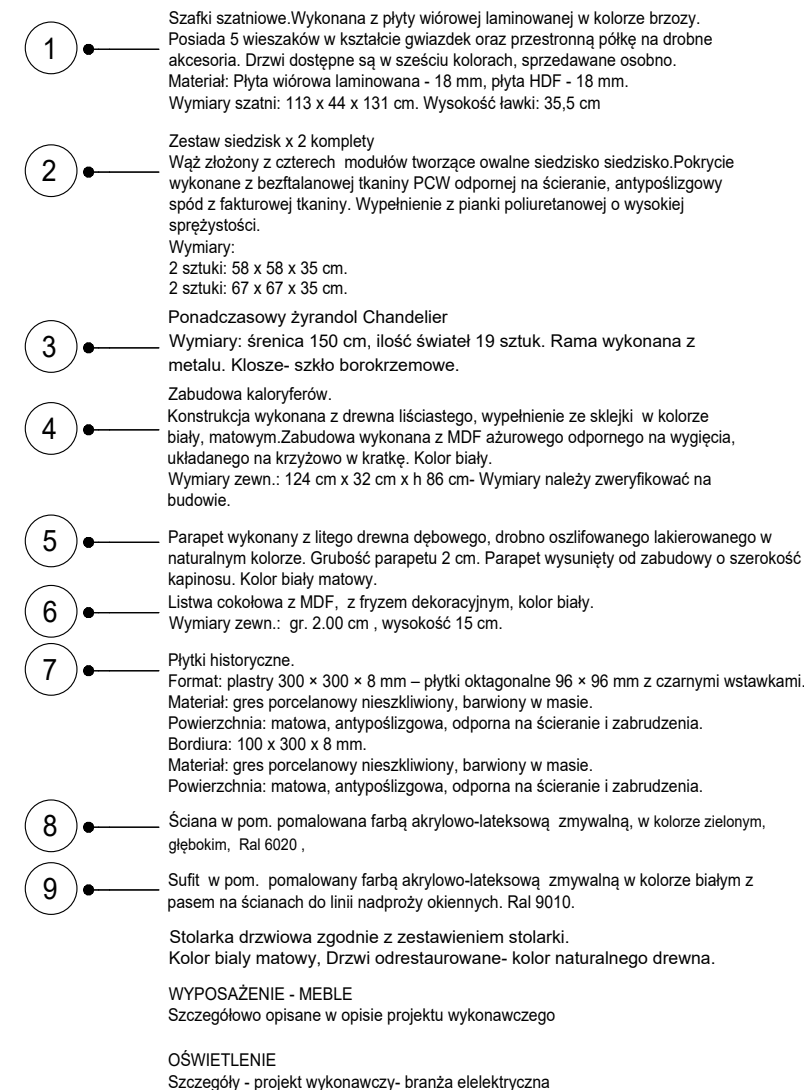 1
Szafki szatniowe.Wykonana z płyty wiórowej laminowanej w kolorze brzozy.
Posiada 5 wieszaków w kształcie gwiazdek oraz przestronną półkę na drobne
akcesoria. Drzwi dostępne są w sześciu kolorach, sprzedawane osobno.
Materiał: Płyta wiórowa laminowana - 18 mm, płyta HDF - 18 mm.
Wymiary szatni: 113 x 44 x 131 cm. Wysokość ławki: 35,5 cm
2
Zestaw siedzisk x 2 komplety
Wąż złożony z czterech modułów tworzące owalne siedzisko siedzisko.Pokrycie
wykonane z bezftalanowej tkaniny PCW odpornej na ścieranie, antypoślizgowy
spód z fakturowej tkaniny. Wypełnienie z pianki poliuretanowej o wysokiej
sprężystości.
Wymiary:
2 sztuki: 58 x 58 x 35 cm.
2 sztuki: 67 x 67 x 35 cm.
3
Ponadczasowy żyrandol Chandelier
Wymiary: śrenica 150 cm, ilość świateł 19 sztuk. Rama wykonana z
metalu. Klosze- szkło borokrzemowe.
4
Zabudowa kaloryferów.
Konstrukcja wykonana z drewna liściastego, wypełnienie ze sklejki w kolorze
biały, matowym.Zabudowa wykonana z MDF ażurowego odpornego na wygięcia,
układanego na krzyżowo w kratkę. Kolor biały.
Wymiary zewn.: 124 cm x 32 cm x h 86 cm- Wymiary należy zweryfikować na
budowie.
5
Parapet wykonany z litego drewna dębowego, drobno oszlifowanego lakierowanego w
naturalnym kolorze. Grubość parapetu 2 cm. Parapet wysunięty od zabudowy o szerokość
kapinosu. Kolor biały matowy.
6
Listwa cokołowa z MDF, z fryzem dekoracyjnym, kolor biały.
Wymiary zewn.: gr. 2.00 cm , wysokość 15 cm.
7
Płytki historyczne.
Format: plastry 300 × 300 × 8 mm – płytki oktagonalne 96 × 96 mm z czarnymi wstawkami.
Materiał: gres porcelanowy nieszkliwiony, barwiony w masie.
Powierzchnia: matowa, antypoślizgowa, odporna na ścieranie i zabrudzenia.
Bordiura: 100 x 300 x 8 mm.
Materiał: gres porcelanowy nieszkliwiony, barwiony w masie.
Powierzchnia: matowa, antypoślizgowa, odporna na ścieranie i zabrudzenia.
8
Ściana w pom. pomalowana farbą akrylowo-lateksową zmywalną, w kolorze zielonym,
głębokim, Ral 6020 ,
9
Sufit w pom. pomalowany farbą akrylowo-lateksową zmywalną w kolorze białym z
pasem na ścianach do linii nadproży okiennych. Ral 9010.
Stolarka drzwiowa zgodnie z zestawieniem stolarki.
Kolor bialy matowy, Drzwi odrestaurowane- kolor naturalnego drewna.
WYPOSAŻENIE - MEBLE
Szczegółowo opisane w opisie projektu wykonawczego
OŚWIETLENIE
Szczegóły - projekt wykonawczy- branża elelektryczna